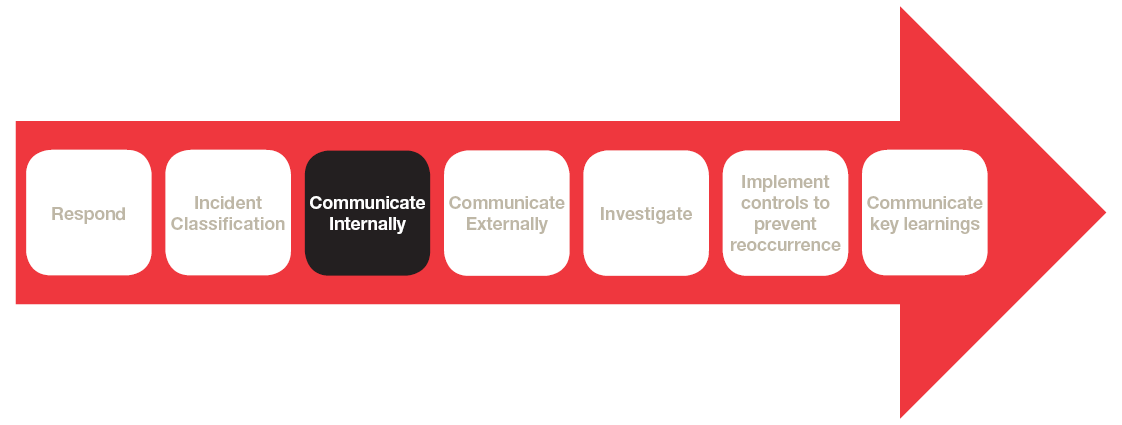 Respond
Incident
Classification
Communicate
Internally
Communicate
Externally
Investigate
Implement
controls to
prevent
reoccurrence
Communicate
key learnings